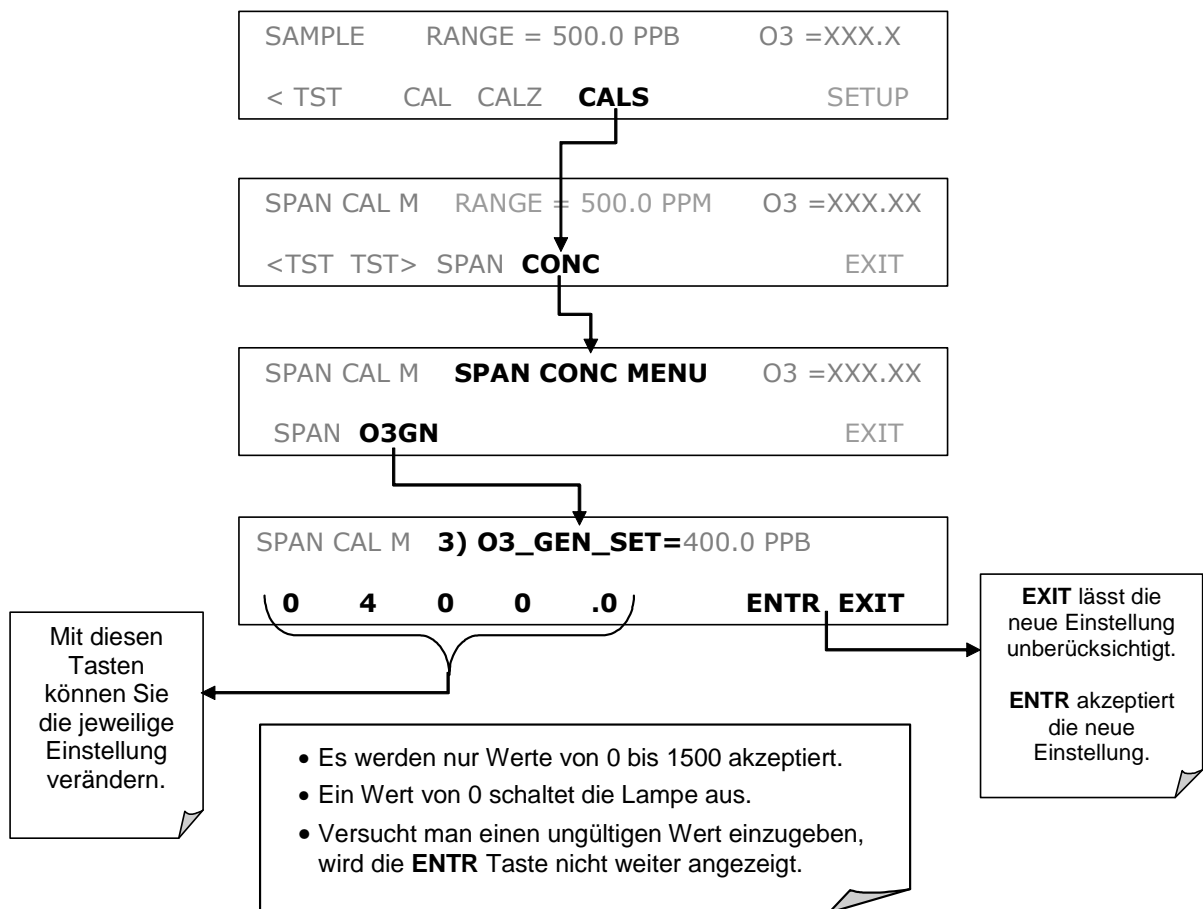 SAMPLE RANGE = 500.0 PPB O3 =XXX.X
< TST CAL CALZ CALS SETUP
SPAN CAL M RANGE = 500.0 PPM O3 =XXX.XX
<TST TST> SPAN CONC EXIT
SPAN CAL M SPAN CONC MENU O3 =XXX.XX
SPAN O3GN EXIT
SPAN CAL M 3) O3_GEN_SET=400.0 PPB
0 4 0 0 .0 ENTR EXIT
Mit diesen
Tasten
können Sie
die jeweilige
Einstellung
verändern.
EXIT lässt die
neue Einstellung
unberücksichtigt.
ENTR akzeptiert
die neue
Einstellung.
• Es werden nur Werte von 0 bis 1500 akzeptiert.
• Ein Wert von 0 schaltet die Lampe aus.
• Versucht man einen ungültigen Wert einzugeben,
wird die ENTR Taste nicht weiter angezeigt.